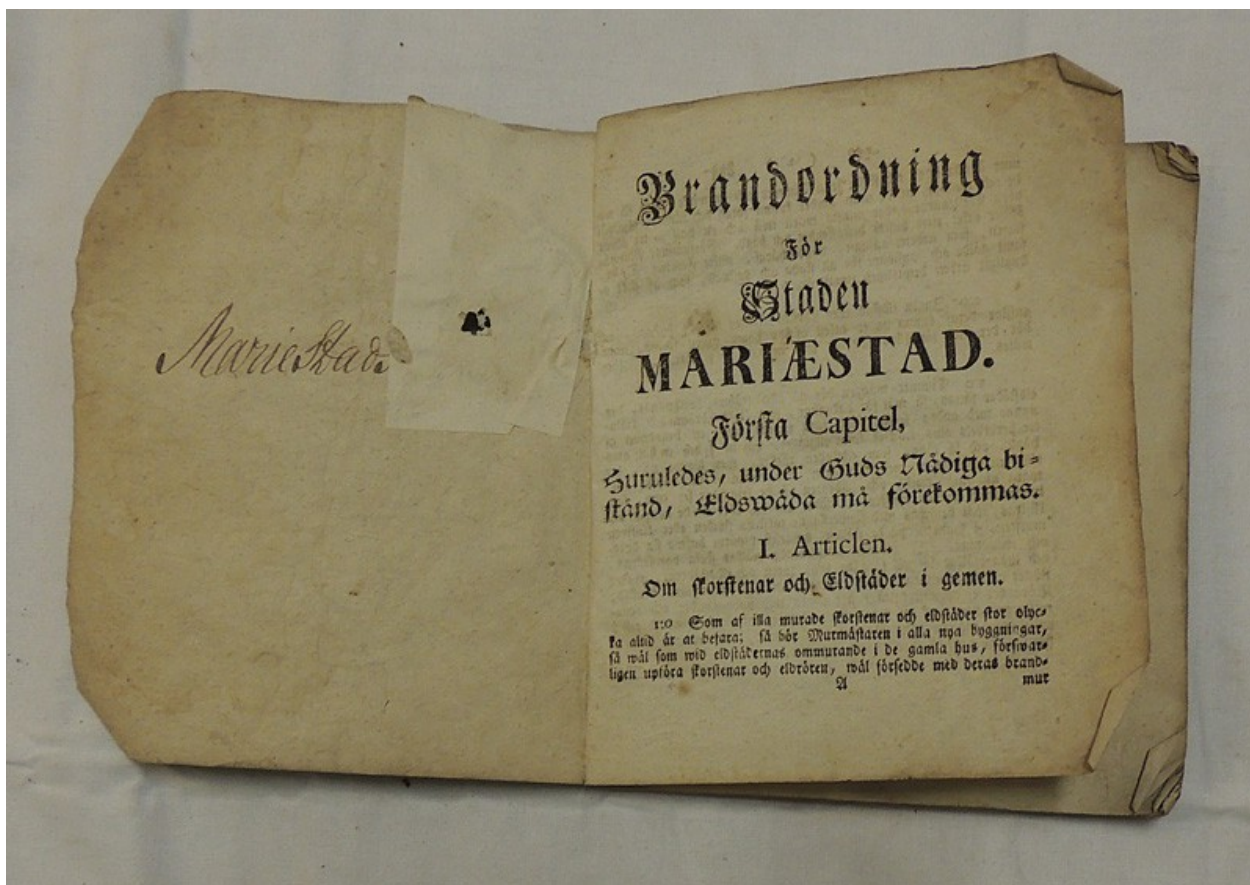 Mariestad.
4.
Brandordning
För
Staden
MARIÆSTAD.
Första Capitel,
Huruledes, under Guds Nådiga bi=
stånd, Eldswåda må förekommas.
I. Articlen.
Om skorstenar och Eldstäder i gemen.
1:o Som af illa murade skorstenar och eldstäder stor olyc=
ka altid är at befara; så bör Murmästaren i alla nya byggningar,
så wäl som wid eldstädernas ommurande i de gamla hus, förswar=
ligen upföra skorstenar och eldrören, wäl försedde med deras brand=
A mur